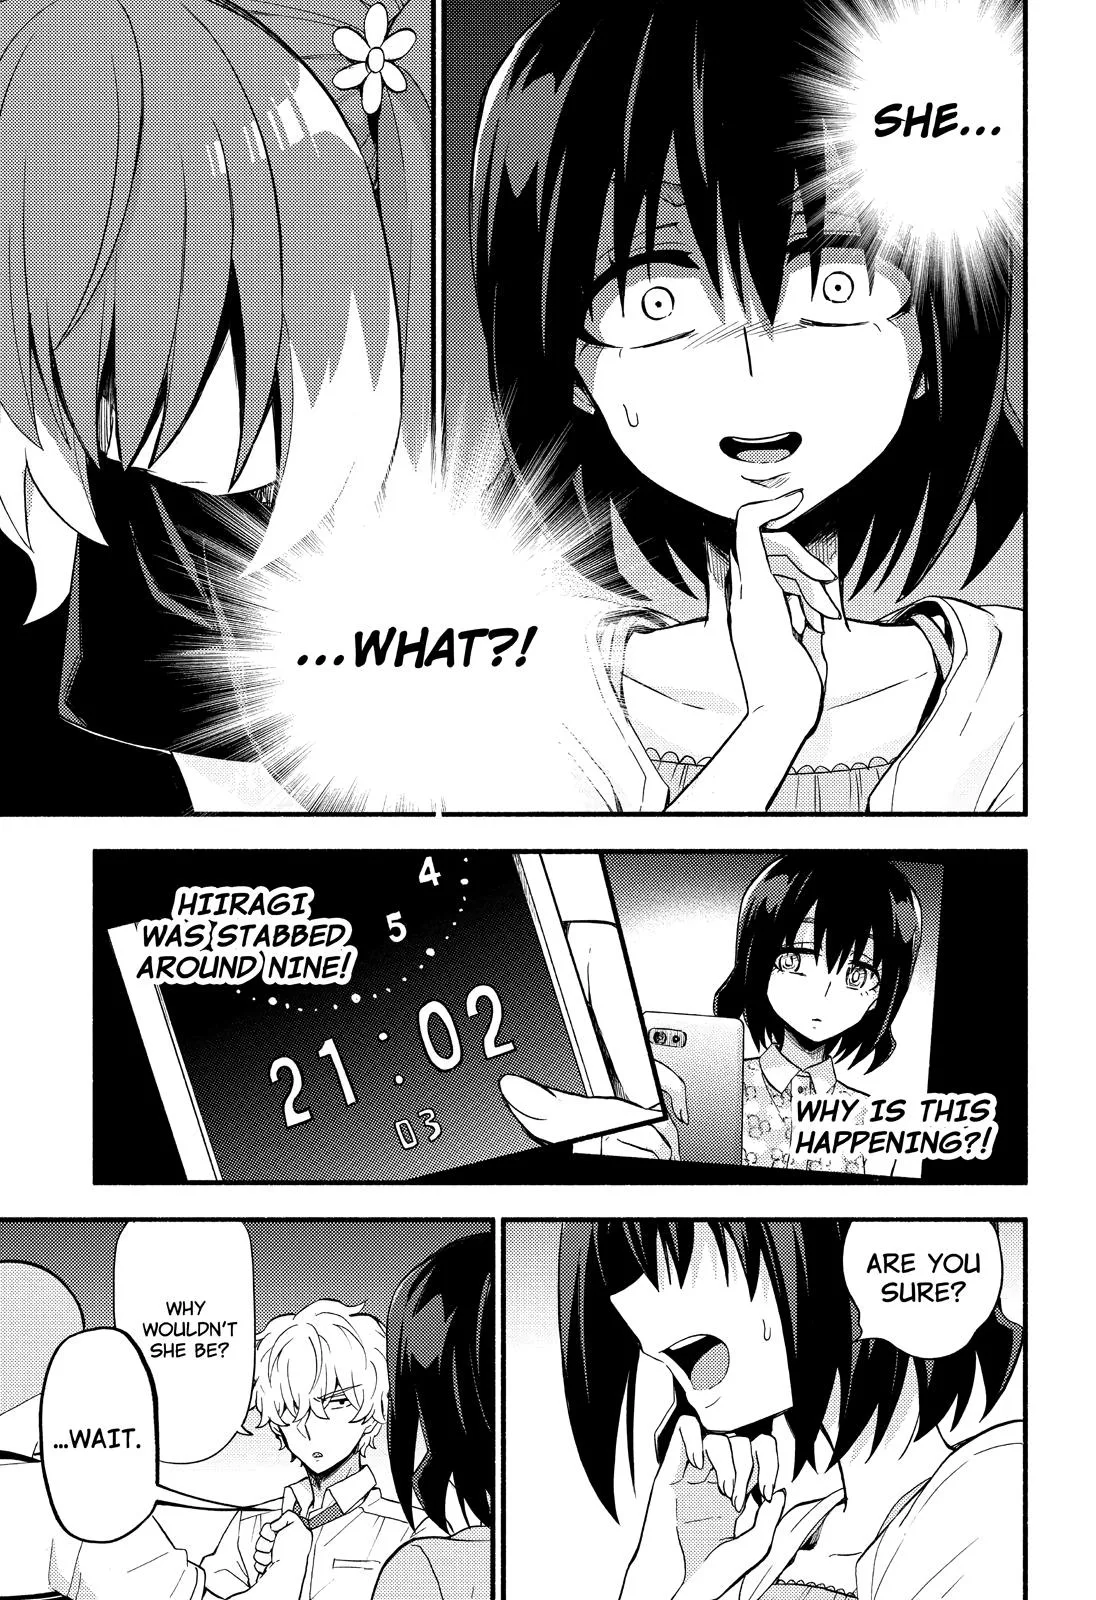 SHE...
...WHAT?!
WHY IS THIS
HAPPENING?!
HIIRAGI
WAS STABBED
AROUND NINE!
4
5
21:02
03
ARE YOU
SURE?
WHY
WOULDN'T
SHE BE?
...WAIT.